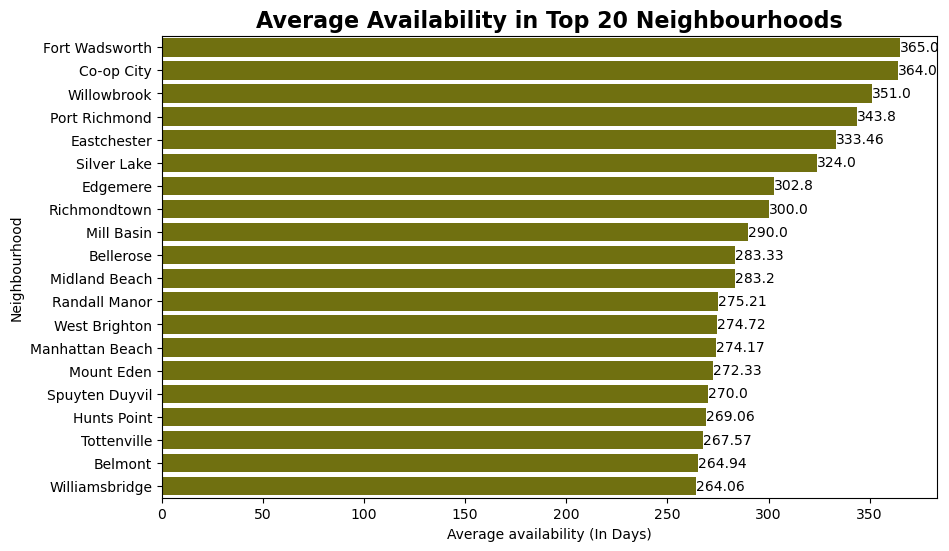 Average Availability in Top 20 Neighbourhoods
Neighbourhood
Fort Wadsworth 365.0
Co-op City 364.0
Willowbrook 351.0
Port Richmond 343.8
Eastchester 333.46
Silver Lake 324.0
Edgemere 302.8
Richmondtown 300.0
Mill Basin 290.0
Bellerose 283.33
Midland Beach 283.2
Randall Manor 275.21
West Brighton 274.72
Manhattan Beach 274.17
Mount Eden 272.33
Spuyten Duyvil 270.0
Hunts Point 269.06
Tottenville 267.57
Belmont 264.94
Williamsbridge 264.06
0 50 100 150 200 250 300 350
Average availability (In Days)